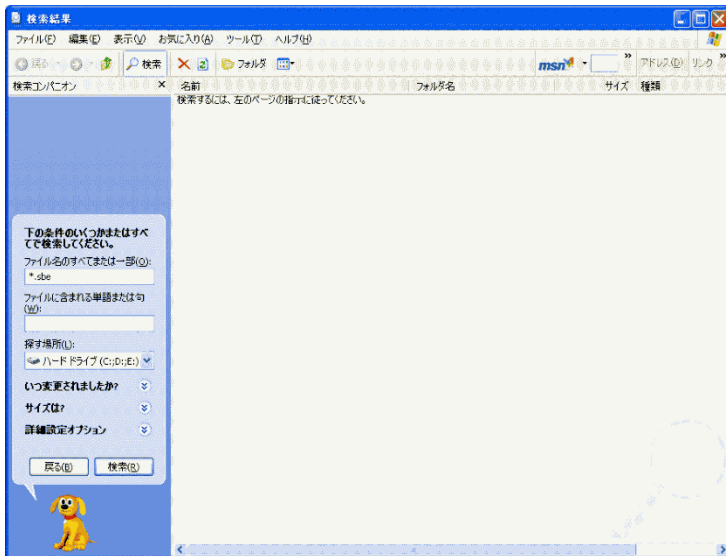 検索結果
ファイル(F) 編集(E) 表示(V) お気に入り(A) ツール(T) ヘルプ(H)
戻る 検索 フォルダ msn アドレス(D) リンク
検索コンパニオン 名前 フォルダ名 サイズ 種類
検索するには、左のページの指示に従ってください。
下の条件のいくつかまたはすべ
てで検索してください。
ファイル名のすべてまたは一部(O):
*.sbe
ファイルに含まれる単語または句
(W):
探す場所(L):
ハード ドライブ (C:;D:;E:)
いつ変更されましたか?
サイズは?
詳細設定オプション
戻る(B) 検索(R)